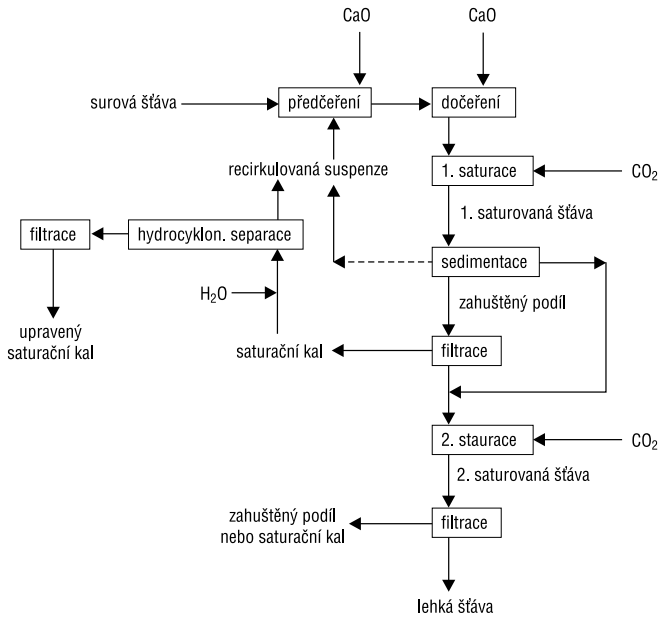 CaO
CaO
surová šťáva
předčeření
dočeření
recirkulovaná suspenze
1. saturace
CO₂
1. saturovaná šťáva
filtrace
hydrocyklon. separace
sedimentace
H₂O
zahuštěný podíl
upravený
saturační kal
saturační kal
filtrace
2. staurace
CO₂
2. saturovaná šťáva
zahuštěný podíl
nebo saturační kal
filtrace
lehká šťáva